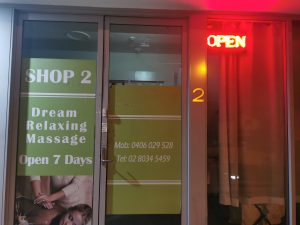 SHOP 2
Dream
Relaxing
Massage
Open 7 Days
Mob: 0406 029 528
Tel: 02 8034 5459
OPEN
2